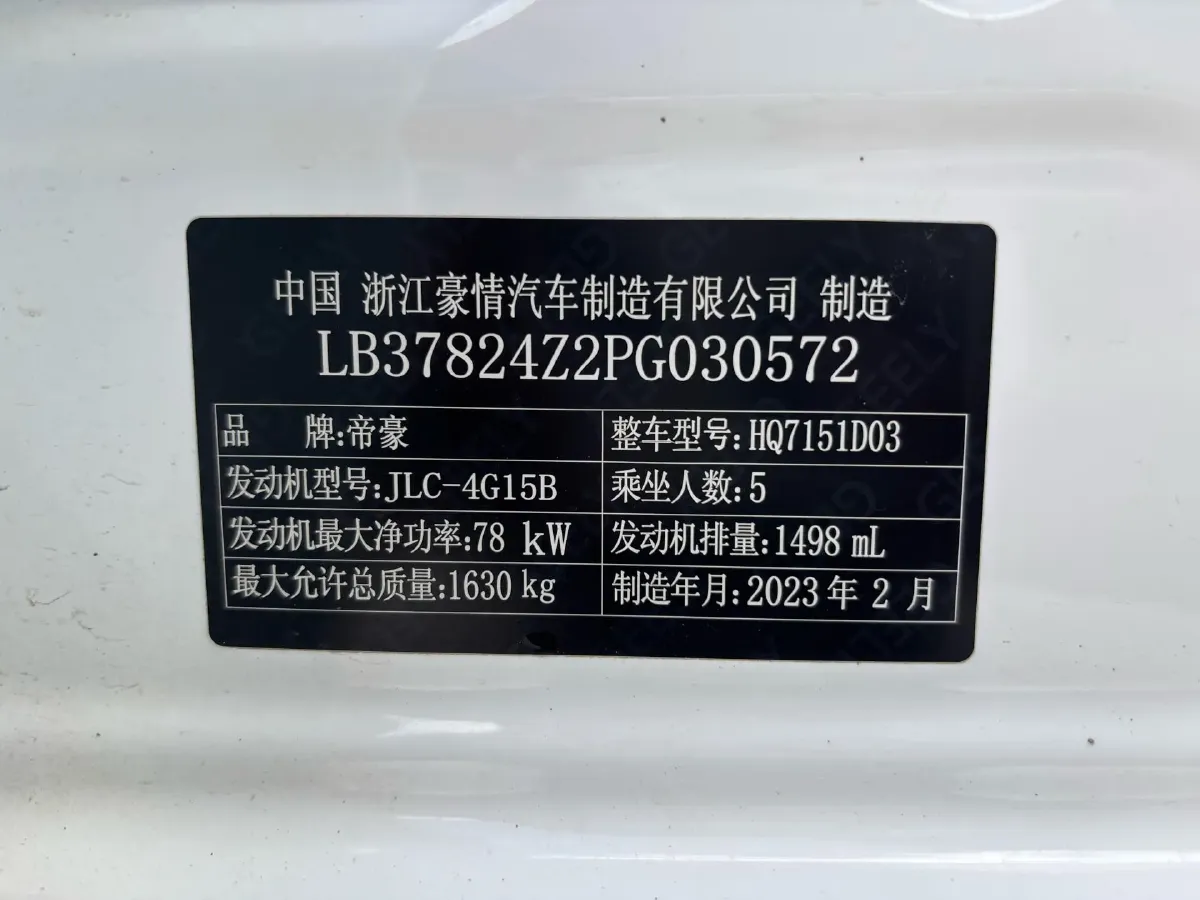 中国 浙江豪情汽车制造有限公司 制造
LB37824Z2PG030572
品 牌:帝豪 整车型号:HQ7151D03
发动机型号:JLC-4G15B 乘坐人数:5
发动机最大净功率:78 kW 发动机排量:1498 mL
最大允许总质量:1630 kg 制造年月:2023 年 2 月